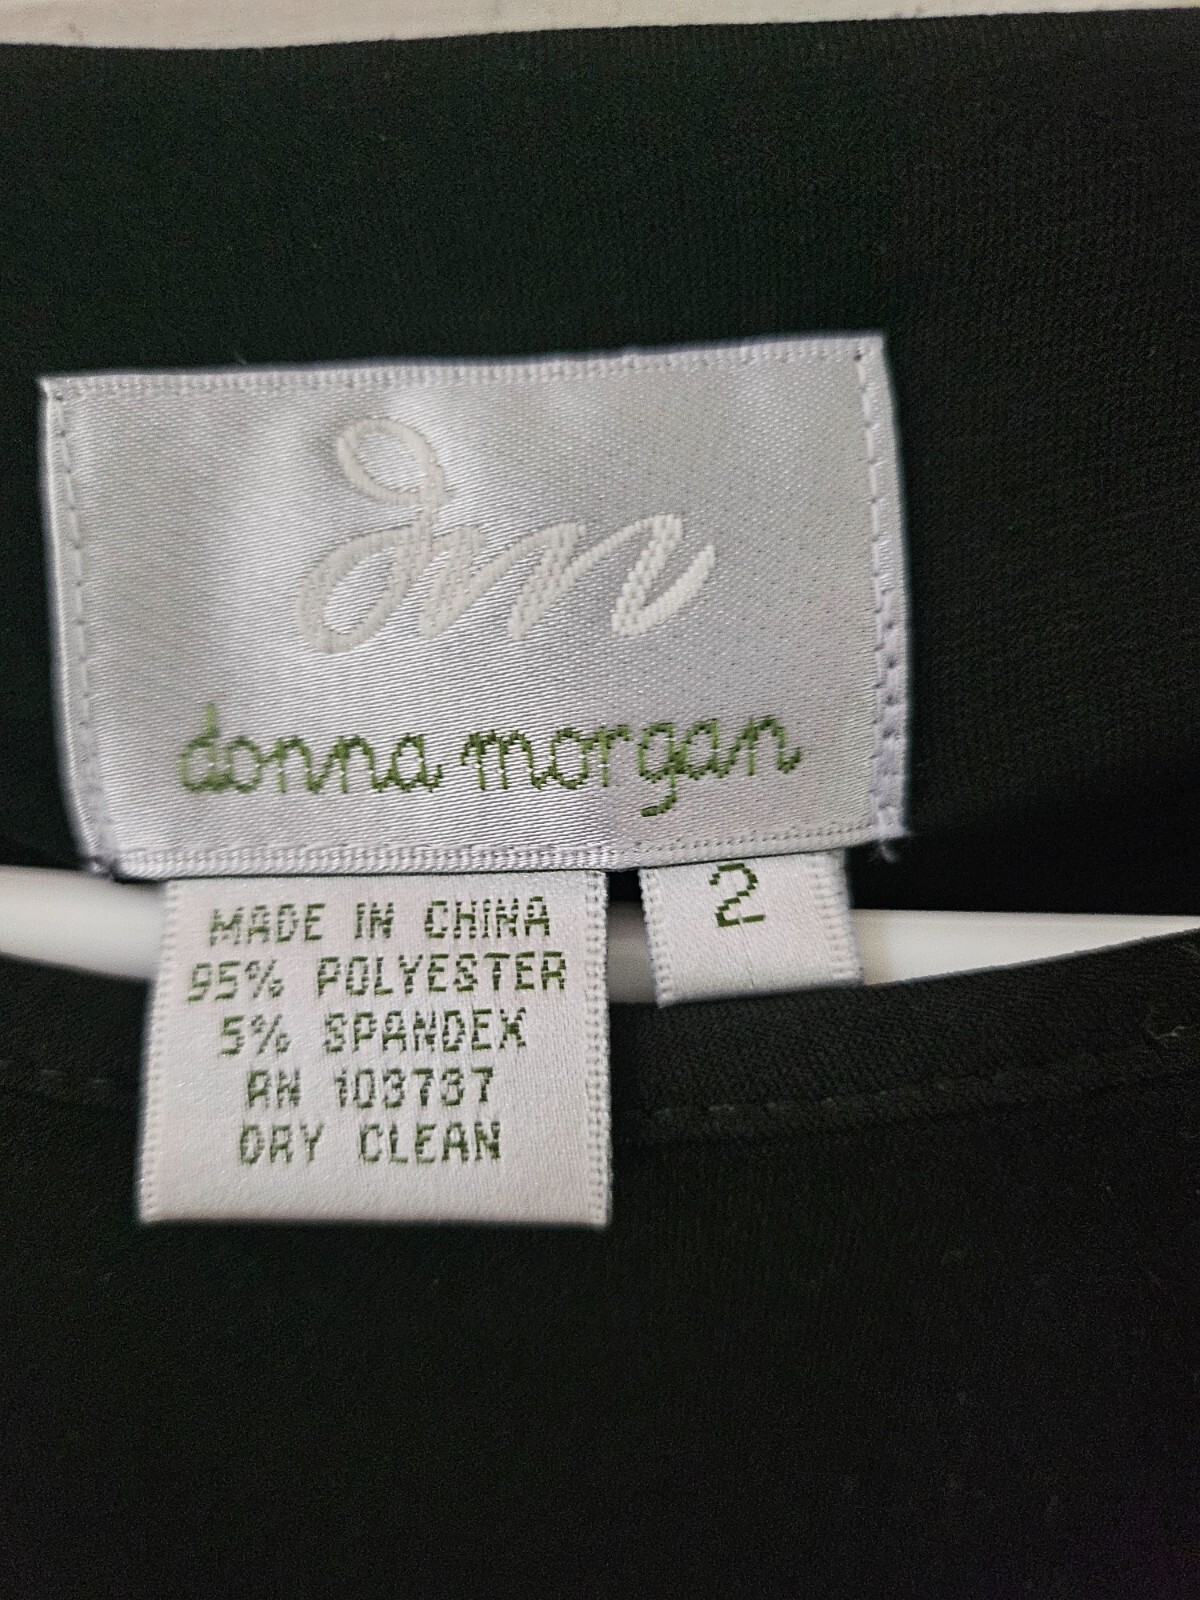 dm
donna morgan
2
MADE IN CHINA
95% POLYESTER
5% SPANDEX
RN 103737
DRY CLEAN